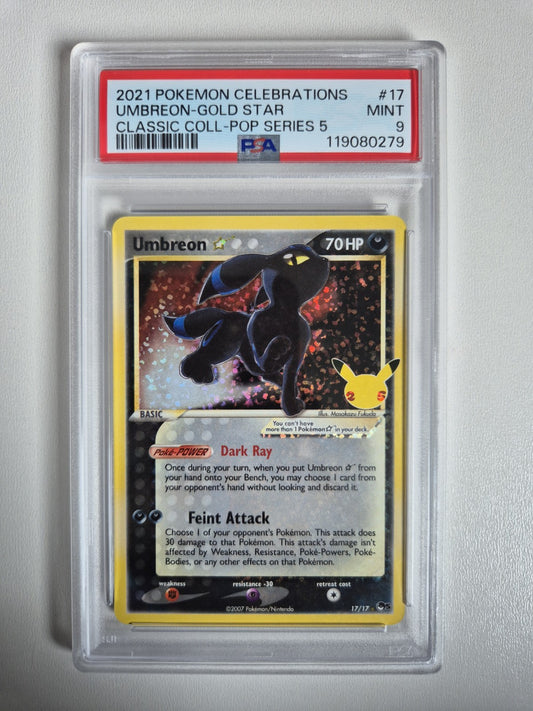 2021 POKEMON CELEBRATIONS #17
UMBREON-GOLD STAR MINT
CLASSIC COLL-POP SERIES 5 9
PSA 119080279
Umbreon ☆ 70 HP
25
BASIC
Illus. Masakazu Fukuda
You can't have
more than 1 Pokémon☆ in your deck.
Poké-POWER Dark Ray
Once during your turn, when you put Umbreon ☆ from
your hand onto your Bench, you may choose 1 card from
your opponent's hand without looking and discard it.
Feint Attack
Choose 1 of your opponent's Pokémon. This attack does
30 damage to that Pokémon. This attack's damage isn't
affected by Weakness, Resistance, Poké-Powers, Poké-
Bodies, or any other effects on that Pokémon.
weakness resistance -30 retreat cost
©2007 Pokémon/Nintendo 17/17